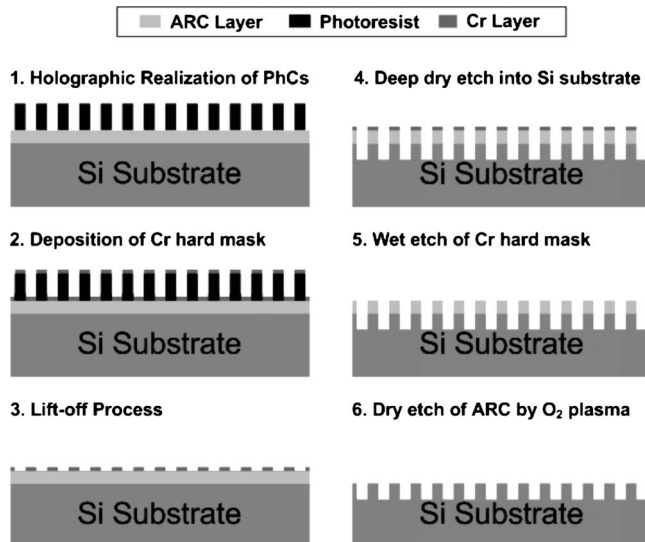 ARC Layer Photoresist Cr Layer
1. Holographic Realization of PhCs
Si Substrate
2. Deposition of Cr hard mask
Si Substrate
3. Lift-off Process
Si Substrate
4. Deep dry etch into Si substrate
Si Substrate
5. Wet etch of Cr hard mask
Si Substrate
6. Dry etch of ARC by O₂ plasma
Si Substrate